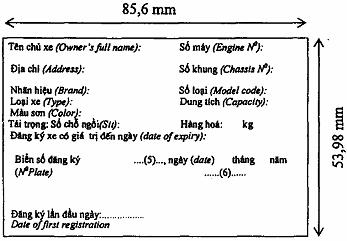 85,6 mm
Tên chủ xe (Owner's full name): Số máy (Engine Nº):
Địa chỉ (Address): Số khung (Chassis Nº):
Nhãn hiệu (Brand): Số loại (Model code):
Loại xe (Type): Dung tích (Capacity):
Màu sơn (Color):
Tải trọng: Số chỗ ngồi(Sit): Hàng hoá: kg
Đăng ký xe có giá trị đến ngày (date of expiry):
Biển số đăng ký ....(5)..., ngày (date) tháng năm
(NºPlate) ......(6)......
Đăng ký lần đầu ngày:..................
Date of first registration
53,98 mm